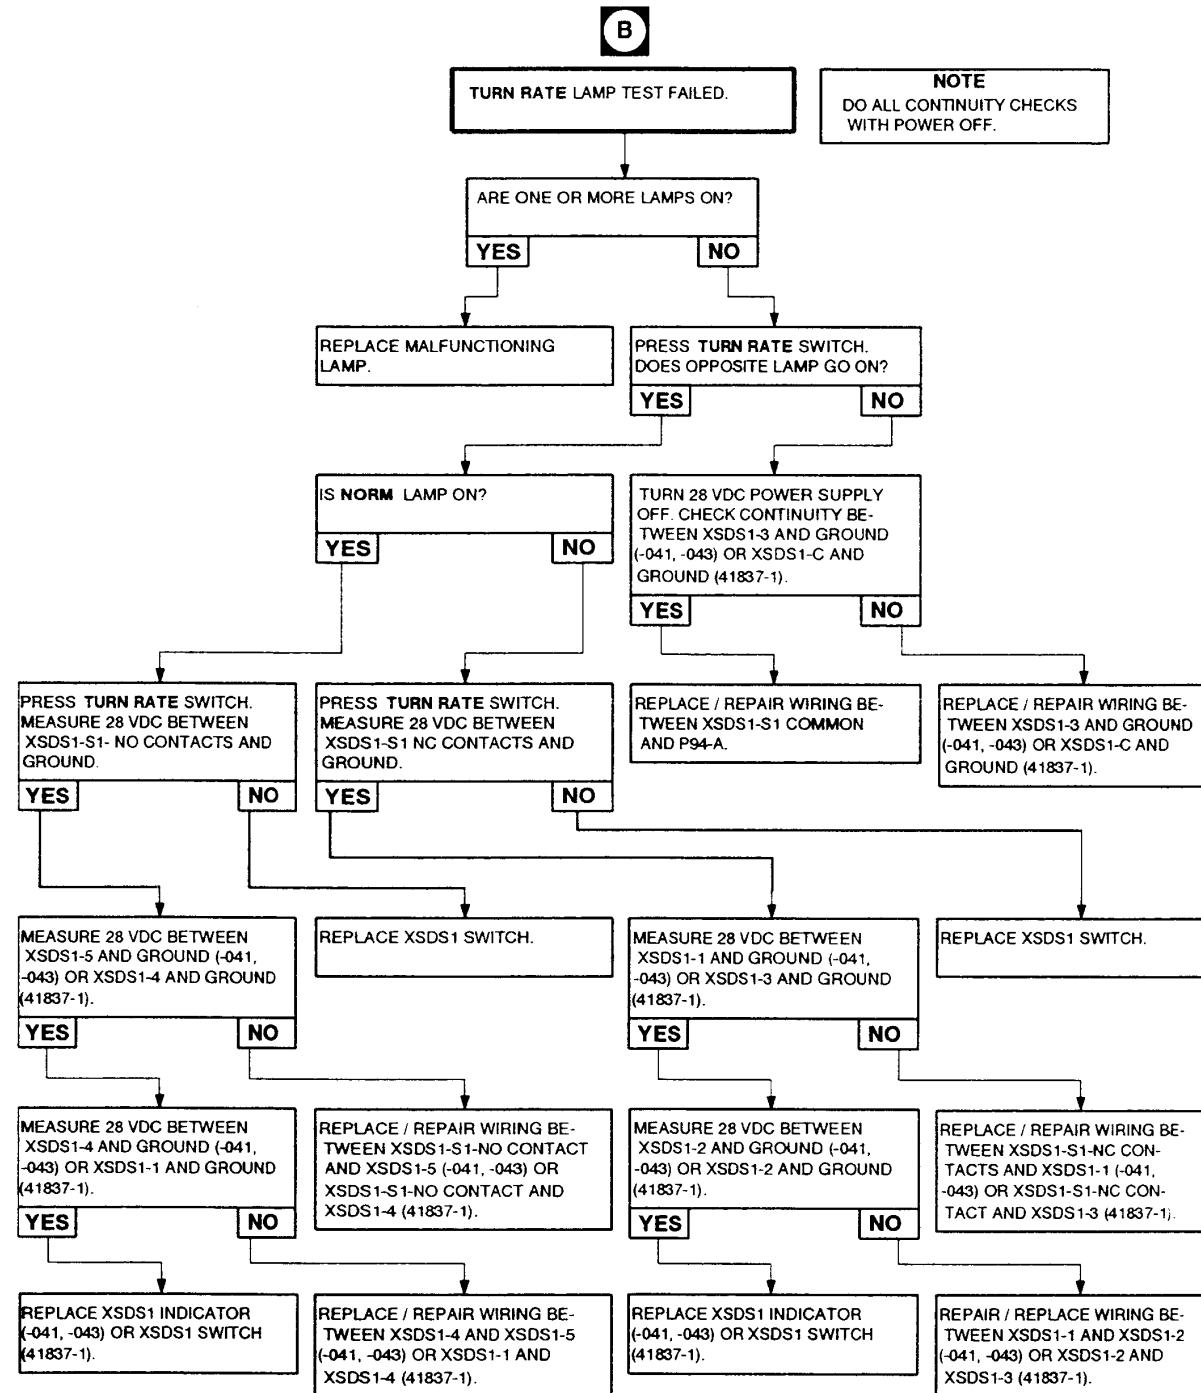 B
TURN RATE LAMP TEST FAILED.
NOTE
DO ALL CONTINUITY CHECKS
WITH POWER OFF.
ARE ONE OR MORE LAMPS ON?
YES
NO
REPLACE MALFUNCTIONING
LAMP.
PRESS TURN RATE SWITCH.
DOES OPPOSITE LAMP GO ON?
YES
NO
IS NORM LAMP ON?
YES
NO
TURN 28 VDC POWER SUPPLY
OFF. CHECK CONTINUITY BE-
TWEEN XSDS1-3 AND GROUND
(-041, -043) OR XSDS1-C AND
GROUND (41837-1).
YES
NO
PRESS TURN RATE SWITCH.
MEASURE 28 VDC BETWEEN
XSDS1-S1- NO CONTACTS AND
GROUND.
YES
NO
PRESS TURN RATE SWITCH.
MEASURE 28 VDC BETWEEN
XSDS1-S1 NC CONTACTS AND
GROUND.
YES
NO
REPLACE / REPAIR WIRING BE-
TWEEN XSDS1-S1 COMMON
AND P94-A.
REPLACE / REPAIR WIRING BE-
TWEEN XSDS1-3 AND GROUND
(-041, -043) OR XSDS1-C AND
GROUND (41837-1).
MEASURE 28 VDC BETWEEN
XSDS1-5 AND GROUND (-041,
-043) OR XSDS1-4 AND GROUND
(41837-1).
YES
NO
REPLACE XSDS1 SWITCH.
MEASURE 28 VDC BETWEEN
XSDS1-1 AND GROUND (-041,
-043) OR XSDS1-3 AND GROUND
(41837-1).
YES
NO
REPLACE XSDS1 SWITCH.
MEASURE 28 VDC BETWEEN
XSDS1-4 AND GROUND (-041,
-043) OR XSDS1-1 AND GROUND
(41837-1).
YES
NO
REPLACE / REPAIR WIRING BE-
TWEEN XSDS1-S1-NO CONTACT
AND XSDS1-5 (-041, -043) OR
XSDS1-S1-NO CONTACT AND
XSDS1-4 (41837-1).
MEASURE 28 VDC BETWEEN
XSDS1-2 AND GROUND (-041,
-043) OR XSDS1-2 AND GROUND
(41837-1).
YES
NO
REPLACE / REPAIR WIRING BE-
TWEEN XSDS1-S1-NC CON-
TACTS AND XSDS1-1 (-041,
-043) OR XSDS1-S1-NC CON-
TACT AND XSDS1-3 (41837-1).
REPLACE XSDS1 INDICATOR
(-041, -043) OR XSDS1 SWITCH
(41837-1).
REPLACE / REPAIR WIRING BE-
TWEEN XSDS1-4 AND XSDS1-5
(-041, -043) OR XSDS1-1 AND
XSDS1-4 (41837-1).
REPLACE XSDS1 INDICATOR
(-041, -043) OR XSDS1 SWITCH
(41837-1).
REPAIR / REPLACE WIRING BE-
TWEEN XSDS1-1 AND XSDS1-2
(-041, -043) OR XSDS1-2 AND
XSDS1-3 (41837-1).